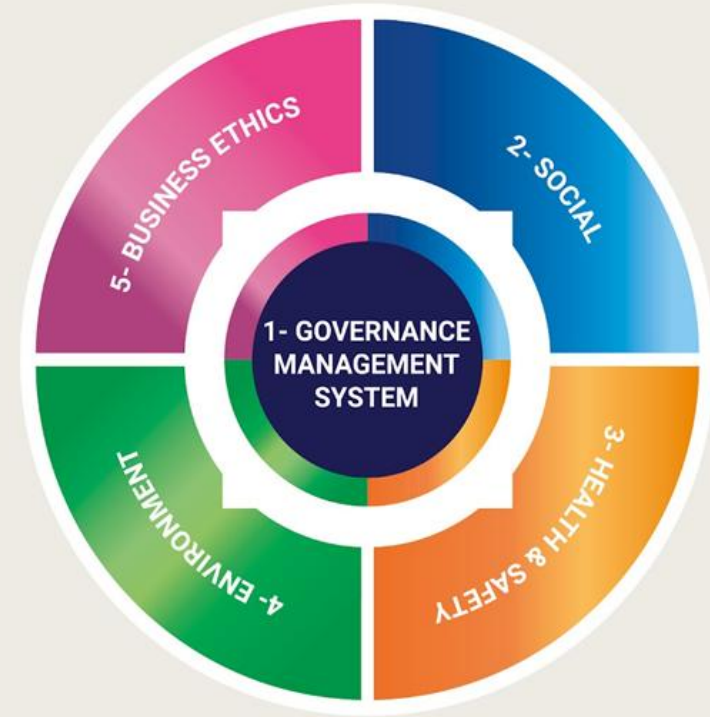 1- GOVERNANCE
MANAGEMENT
SYSTEM
2- SOCIAL
3- HEALTH & SAFETY
4- ENVIRONMENT
5- BUSINESS ETHICS